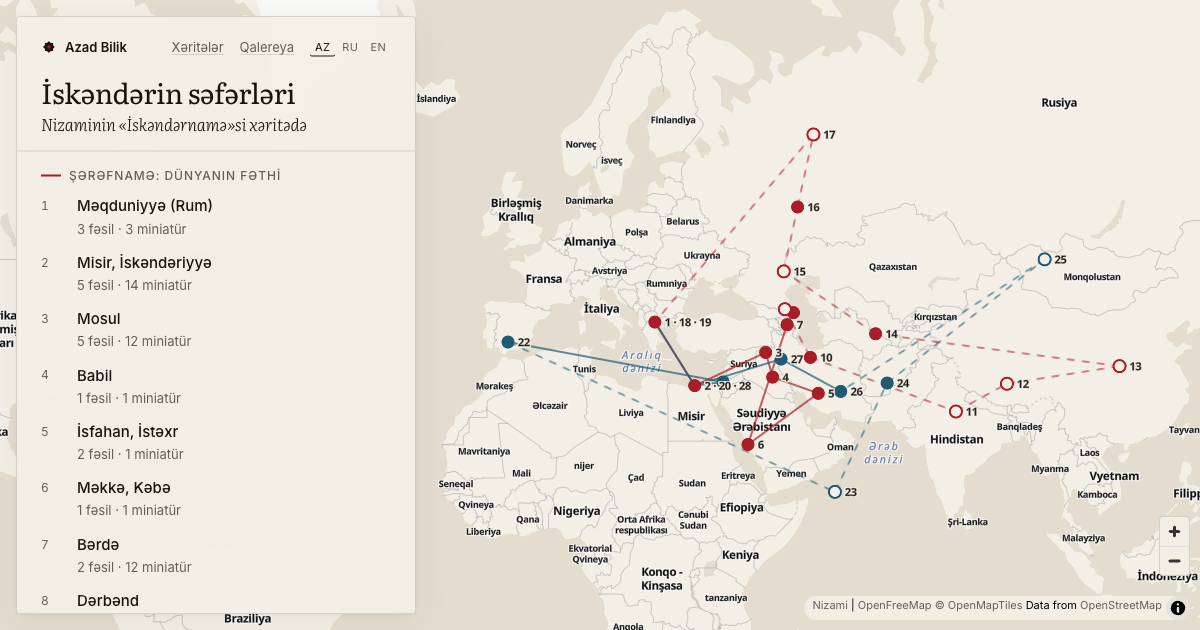 Azad Bilik
Xəritələr Qalereya AZ RU EN
İskəndərin səfərləri
Nizaminin «İskəndərnamə»si xəritədə
ŞƏRƏFNAMƏ: DÜNYANIN FƏTHİ
1 Məqduniyyə (Rum)
3 fəsil · 3 miniatür
2 Misir, İskəndəriyyə
5 fəsil · 14 miniatür
3 Mosul
5 fəsil · 12 miniatür
4 Babil
1 fəsil · 1 miniatür
5 İsfahan, İstəxr
2 fəsil · 1 miniatür
6 Məkkə, Kəbə
1 fəsil · 1 miniatür
7 Bərdə
2 fəsil · 12 miniatür
8 Dərbənd
İslandiya
Rusiya
Finlandiya
17
Norveç
isveç
Birləşmiş
Krallıq
Danimarka
16
Belarus
Polşa
Almaniya
Ukrayna
25
Avstriya
15
Qazaxıstan
Monqolustan
Fransa
Rumıniya
İtaliya
1 · 18 · 19
7
Kırqızstan
14
22
Aralıq
dənizi
3
27
10
Suriya
13
Tunis
Mərakeş
4
2 · 20 · 28
5
26
24
12
Əlcəzair
Liviya
Misir
Səudiyyə
Ərəbistanı
11
Banqladeş
Tayvan
6
Oman
Ərəb
dənizi
Hindistan
Mavritaniya
Laos
nijer
Mali
Çad
Sudan
Eritreya
Yemen
Myanma
Vyetnam
Seneqal
23
Kamboca
Filipp
Qvineya
Nigeriya
Efiopiya
Qana
Orta Afrika
respublikası
Cənubi
Sudan
Şri-Lanka
Liberiya
Malayziya
Ekvatorial
Qvineya
Keniya
Konqo -
Kinşasa
İndoneziya
tanzaniya
Braziliya
Angola
Nizami | OpenFreeMap © OpenMapTiles Data from OpenStreetMap